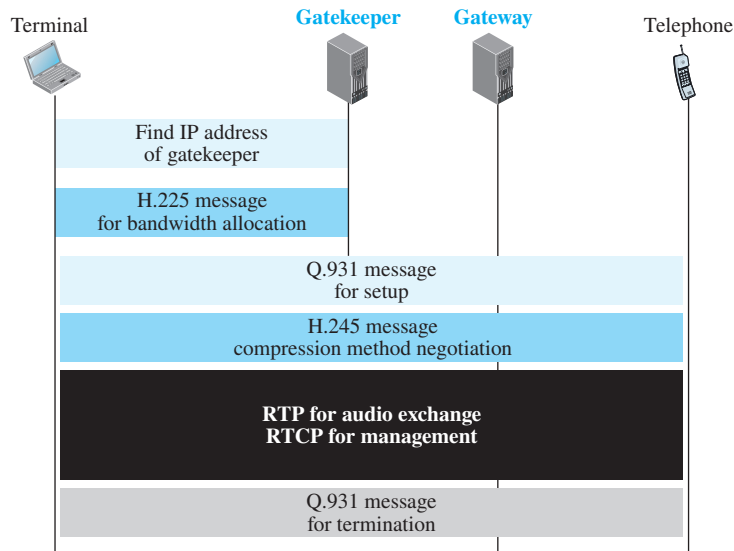 Terminal
Gatekeeper
Gateway
Telephone
Find IP address
of gatekeeper
H.225 message
for bandwidth allocation
Q.931 message
for setup
H.245 message
compression method negotiation
RTP for audio exchange
RTCP for management
Q.931 message
for termination